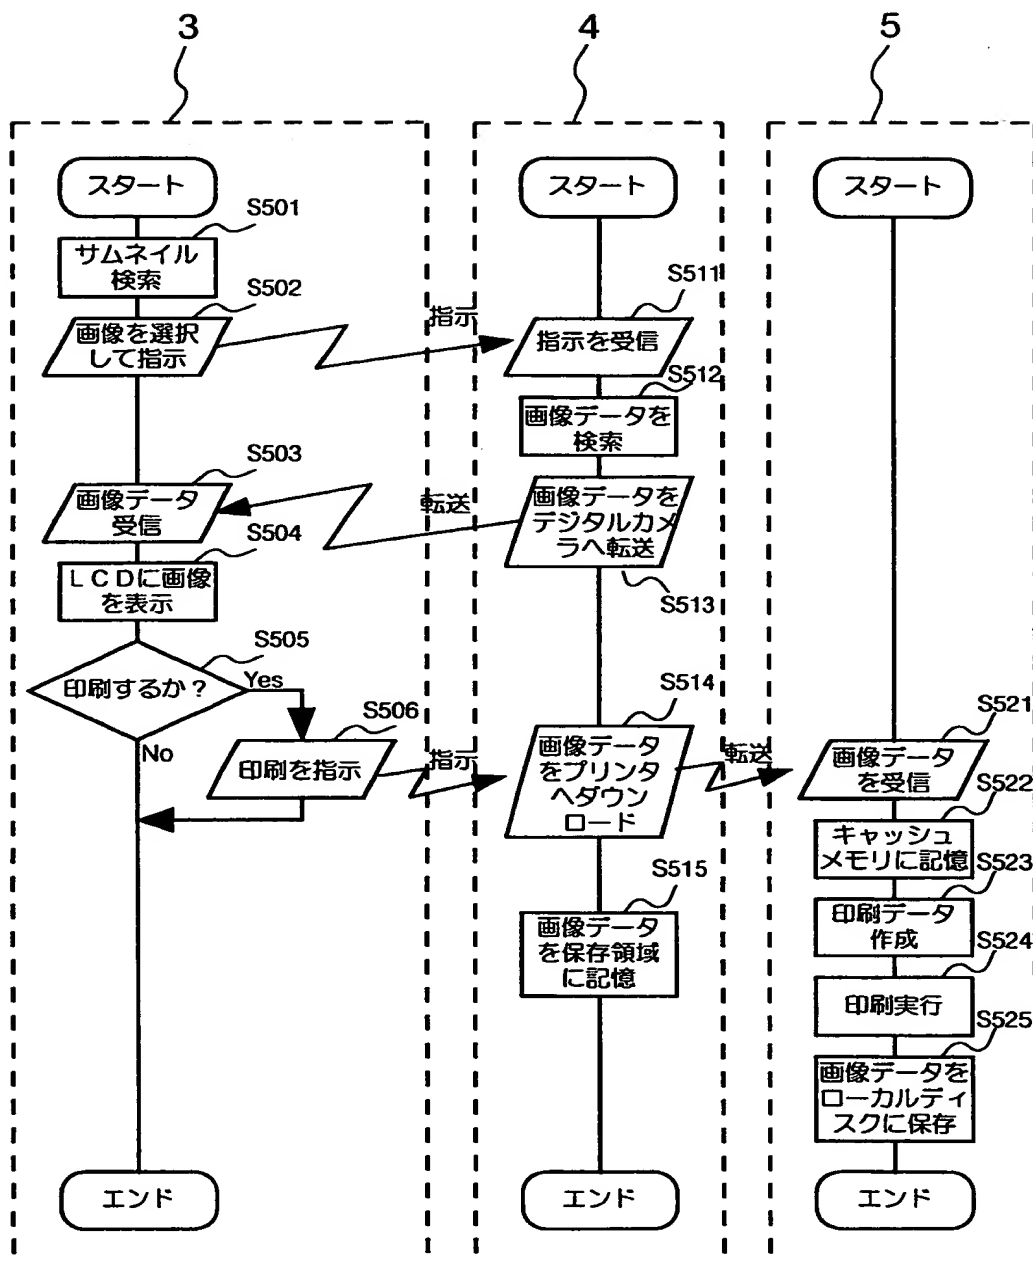 3
4
5
スタート
S501
サムネイル
検索
S502
画像を選択
して指示
S503
画像データ
受信
S504
LCDに画像
を表示
S505
印刷するか?
Yes
No
S506
印刷を指示
エンド
指示
転送
指示
スタート
S511
指示を受信
S512
画像データを
検索
画像データを
デジタルカメ
ラへ転送
S513
S514
画像データ
をプリンタ
へダウン
ロード
S515
画像データ
を保存領域
に記憶
エンド
転送
スタート
S521
画像データ
を受信
S522
キャッシュ
メモリに記憶
S523
印刷データ
作成
S524
印刷実行
S525
画像データを
ローカルディ
スクに保存
エンド